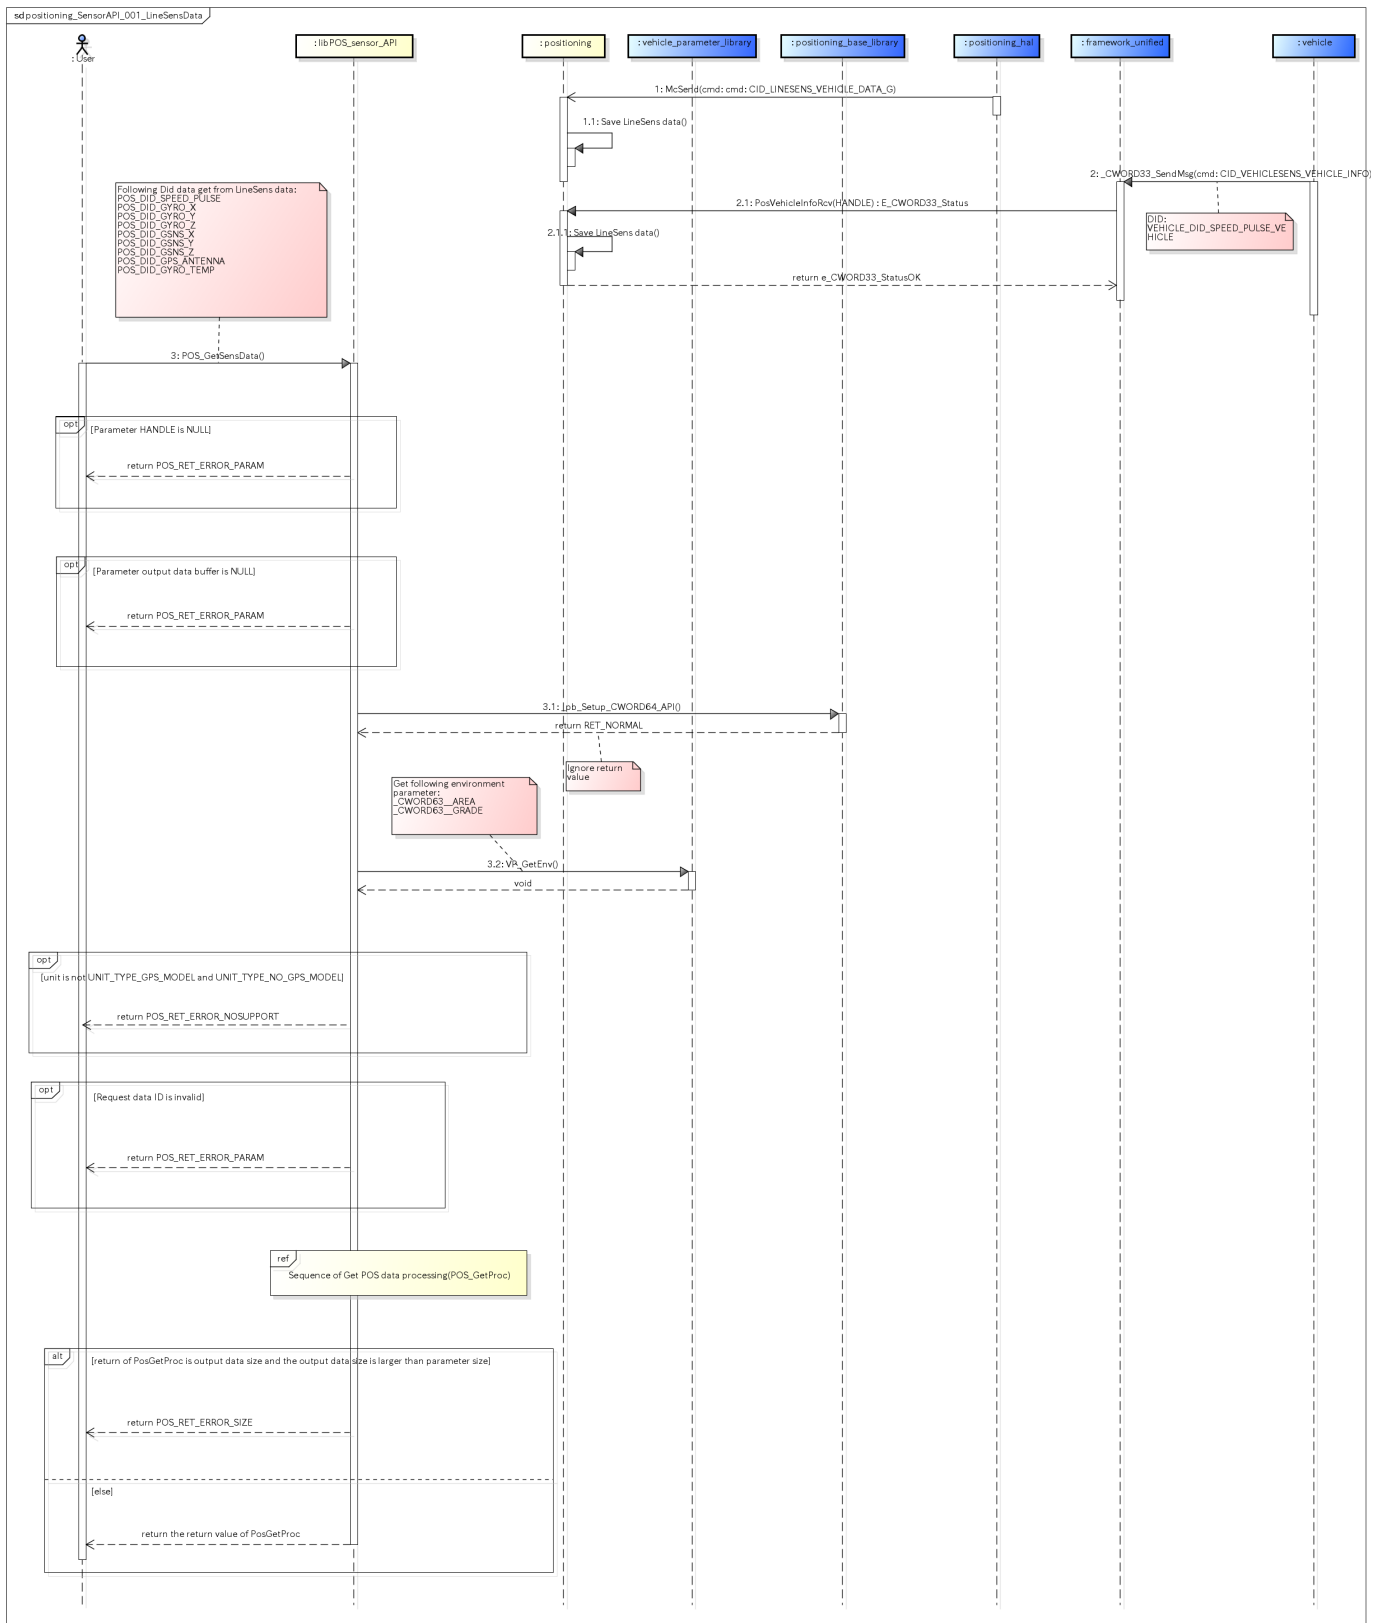 sd positioning_SensorAPI_001_LineSensData
: User
: libPOS_sensor_API
: positioning
: vehicle_parameter_library
: positioning_base_library
: positioning_hal
: framework_unified
: vehicle
1: McSend(cmd: cmd: CID_LINESENS_VEHICLE_DATA_G)
1.1: Save LineSens data()
2: _CWORD33_SendMsg(cmd: CID_VEHICLESENS_VEHICLE_INFO)
Following Did data get from LineSens data:
POS_DID_SPEED_PULSE
POS_DID_GYRO_X
POS_DID_GYRO_Y
POS_DID_GYRO_Z
POS_DID_GSNS_X
POS_DID_GSNS_Y
POS_DID_GSNS_Z
POS_DID_GPS_ANTENNA
POS_DID_GYRO_TEMP
2.1: PosVehicleInfoRcv(HANDLE) : E_CWORD33_Status
DID:
VEHICLE_DID_SPEED_PULSE_VE
HICLE
2.1.1: Save LineSens data()
return e_CWORD33_StatusOK
3: POS_GetSensData()
opt
[Parameter HANDLE is NULL]
return POS_RET_ERROR_PARAM
opt
[Parameter output data buffer is NULL]
return POS_RET_ERROR_PARAM
3.1: _pb_Setup_CWORD64_API()
return RET_NORMAL
Ignore return
value
Get following environment
parameter:
_CWORD63__AREA
_CWORD63__GRADE
3.2: VP_GetEnv()
void
opt
[unit is not UNIT_TYPE_GPS_MODEL and UNIT_TYPE_NO_GPS_MODEL]
return POS_RET_ERROR_NOSUPPORT
opt
[Request data ID is invalid]
return POS_RET_ERROR_PARAM
ref
Sequence of Get POS data processing(POS_GetProc)
alt
[return of PosGetProc is output data size and the output data size is larger than parameter size]
return POS_RET_ERROR_SIZE
[else]
return the return value of PosGetProc